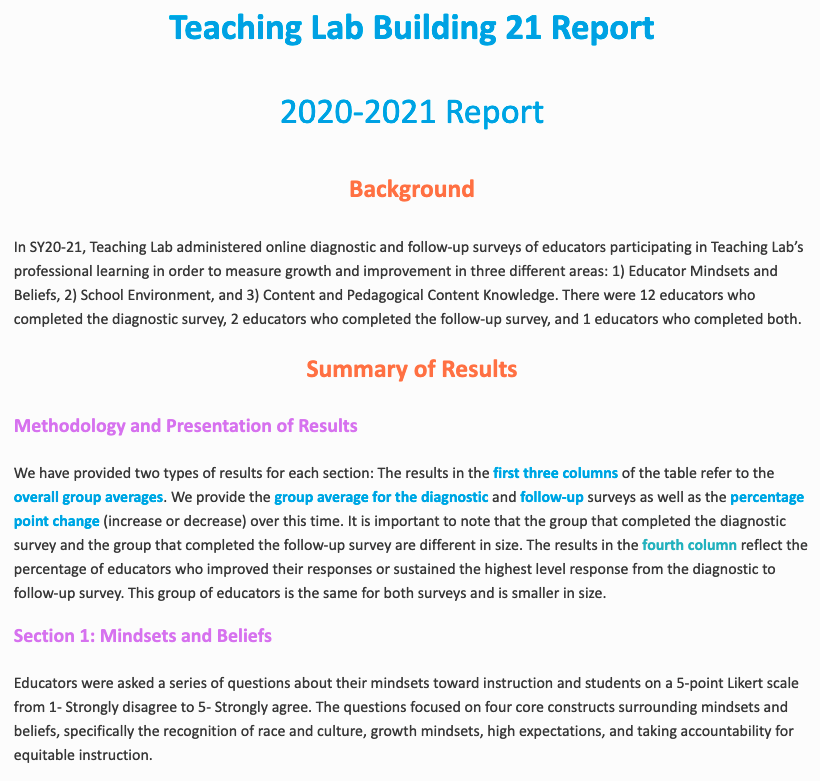 Teaching Lab Building 21 Report
2020-2021 Report
Background
In SY20-21, Teaching Lab administered online diagnostic and follow-up surveys of educators participating in Teaching Lab’s
professional learning in order to measure growth and improvement in three different areas: 1) Educator Mindsets and
Beliefs, 2) School Environment, and 3) Content and Pedagogical Content Knowledge. There were 12 educators who
completed the diagnostic survey, 2 educators who completed the follow-up survey, and 1 educators who completed both.
Summary of Results
Methodology and Presentation of Results
We have provided two types of results for each section: The results in the first three columns of the table refer to the
overall group averages. We provide the group average for the diagnostic and follow-up surveys as well as the percentage
point change (increase or decrease) over this time. It is important to note that the group that completed the diagnostic
survey and the group that completed the follow-up survey are different in size. The results in the fourth column reflect the
percentage of educators who improved their responses or sustained the highest level response from the diagnostic to
follow-up survey. This group of educators is the same for both surveys and is smaller in size.
Section 1: Mindsets and Beliefs
Educators were asked a series of questions about their mindsets toward instruction and students on a 5-point Likert scale
from 1- Strongly disagree to 5- Strongly agree. The questions focused on four core constructs surrounding mindsets and
beliefs, specifically the recognition of race and culture, growth mindsets, high expectations, and taking accountability for
equitable instruction.